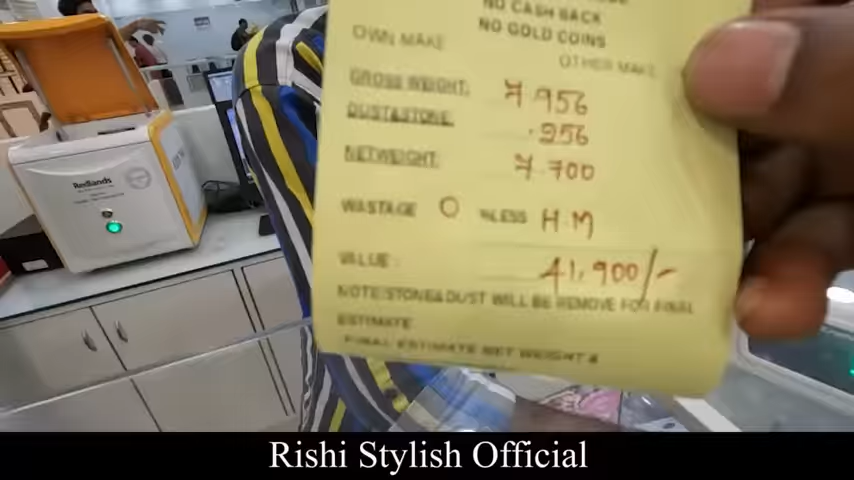 NO CASH BACK
NO GOLD COINS
OWN MAKE
OTHER MAKE
GROSS WEIGHT: 7.956
DUST&STONE: .256
NETWEIGHT: 7.700
WASTAGE 0 %LESS H.M
VALUE: 41,900/-
NOTE:STONE&DUST WILL BE REMOVE FOR FINAL
ESTIMATE
FINAL ESTIMATE NET WEIGHT &
Redlands
Rishi Stylish Official